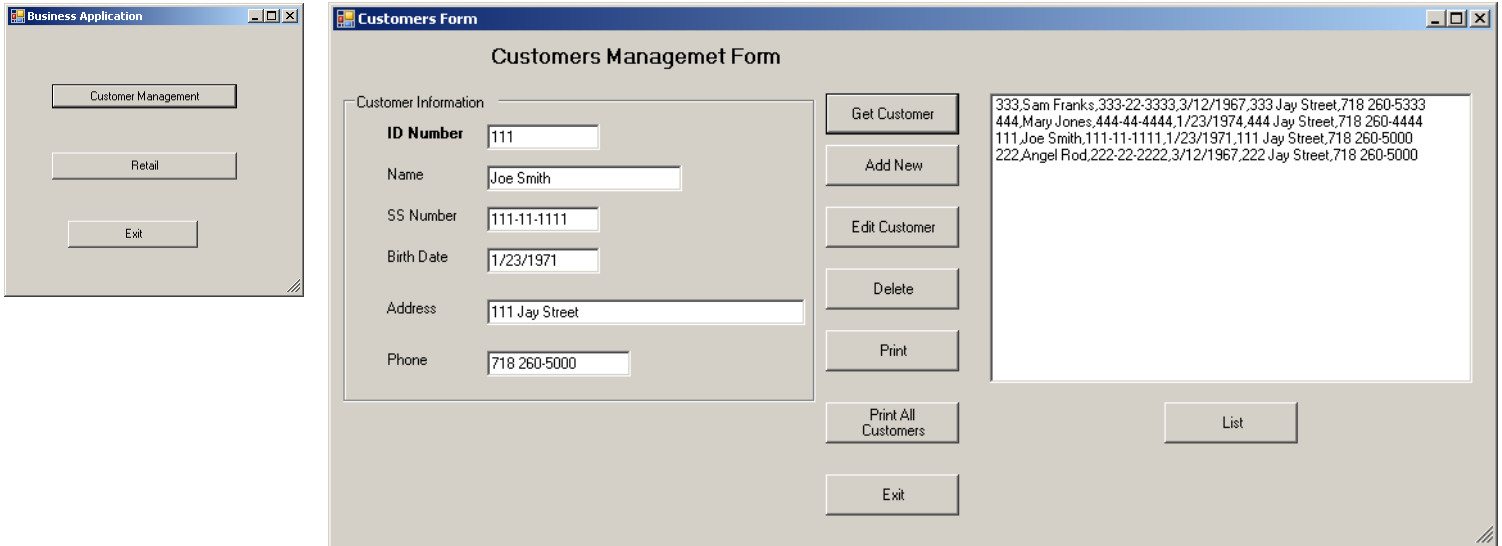 Business Application
Customer Management
Retail
Exit
Customers Form
Customers Managemet Form
Customer Information
ID Number 111
Name Joe Smith
SS Number 111-11-1111
Birth Date 1/23/1971
Address 111 Jay Street
Phone 718 260-5000
Get Customer
Add New
Edit Customer
Delete
Print
Print All
Customers
Exit
333,Sam Franks,333-22-3333,3/12/1967,333 Jay Street,718 260-5333
444,Mary Jones,444-44-4444,1/23/1974,444 Jay Street,718 260-4444
111,Joe Smith,111-11-1111,1/23/1971,111 Jay Street,718 260-5000
222,Angel Rod,222-22-2222,3/12/1967,222 Jay Street,718 260-5000
List